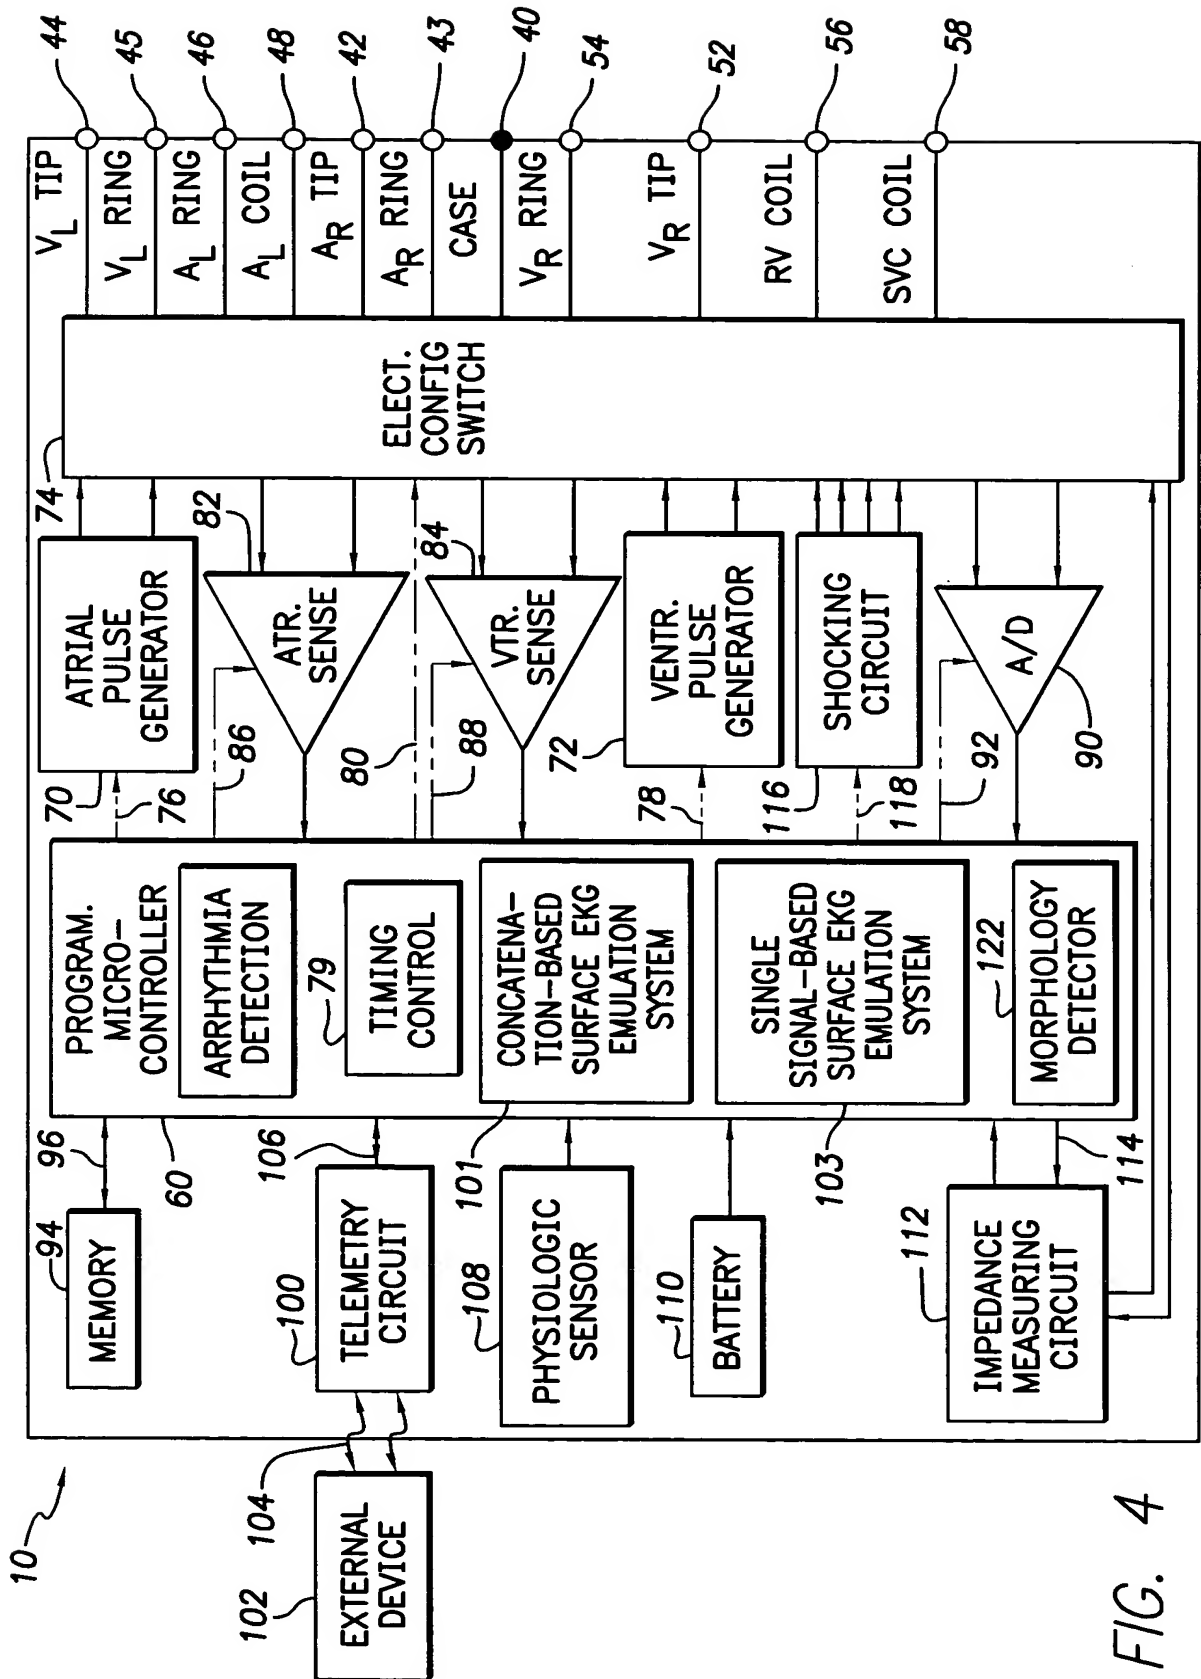 10
102
EXTERNAL
DEVICE
104
94
MEMORY
96
60
100
TELEMETRY
CIRCUIT
106
108
PHYSIOLOGIC
SENSOR
110
BATTERY
112
IMPEDANCE
MEASURING
CIRCUIT
114
PROGRAM.
MICRO–
CONTROLLER
ARRHYTHMIA
DETECTION
79
TIMING
CONTROL
101
CONCATENA–
TION–BASED
SURFACE EKG
EMULATION
SYSTEM
103
SINGLE
SIGNAL–BASED
SURFACE EKG
EMULATION
SYSTEM
122
MORPHOLOGY
DETECTOR
70
ATRIAL
PULSE
GENERATOR
76
82
ATR.
SENSE
86
80
84
VTR.
SENSE
88
72
VENTR.
PULSE
GENERATOR
78
116
SHOCKING
CIRCUIT
118
92
A/D
90
74
ELECT.
CONFIG
SWITCH
VL TIP 44
VL RING 45
AL RING 46
AL COIL 48
AR TIP 42
AR RING 43
CASE 40
VR RING 54
VR TIP 52
RV COIL 56
SVC COIL 58
FIG. 4